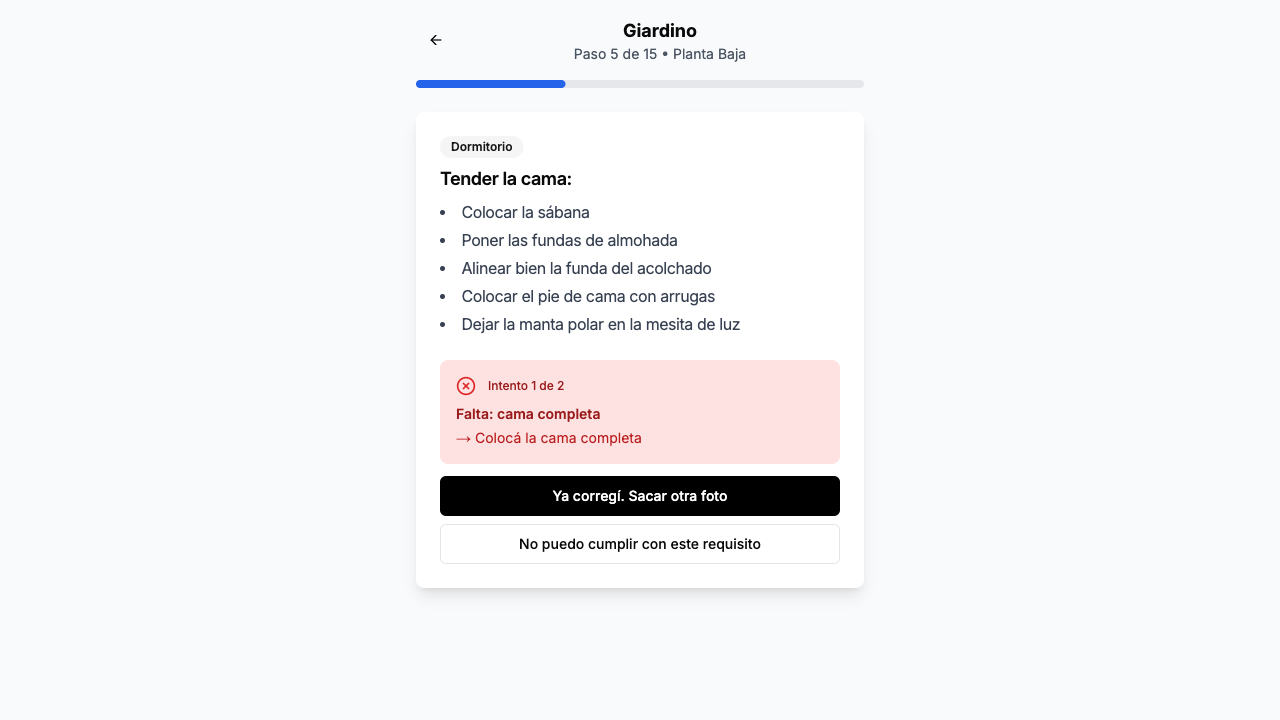 Giardino
Paso 5 de 15 • Planta Baja
Dormitorio
Tender la cama:
• Colocar la sábana
• Poner las fundas de almohada
• Alinear bien la funda del acolchado
• Colocar el pie de cama con arrugas
• Dejar la manta polar en la mesita de luz
Intento 1 de 2
Falta: cama completa
→ Colocá la cama completa
Ya corregí. Sacar otra foto
No puedo cumplir con este requisito